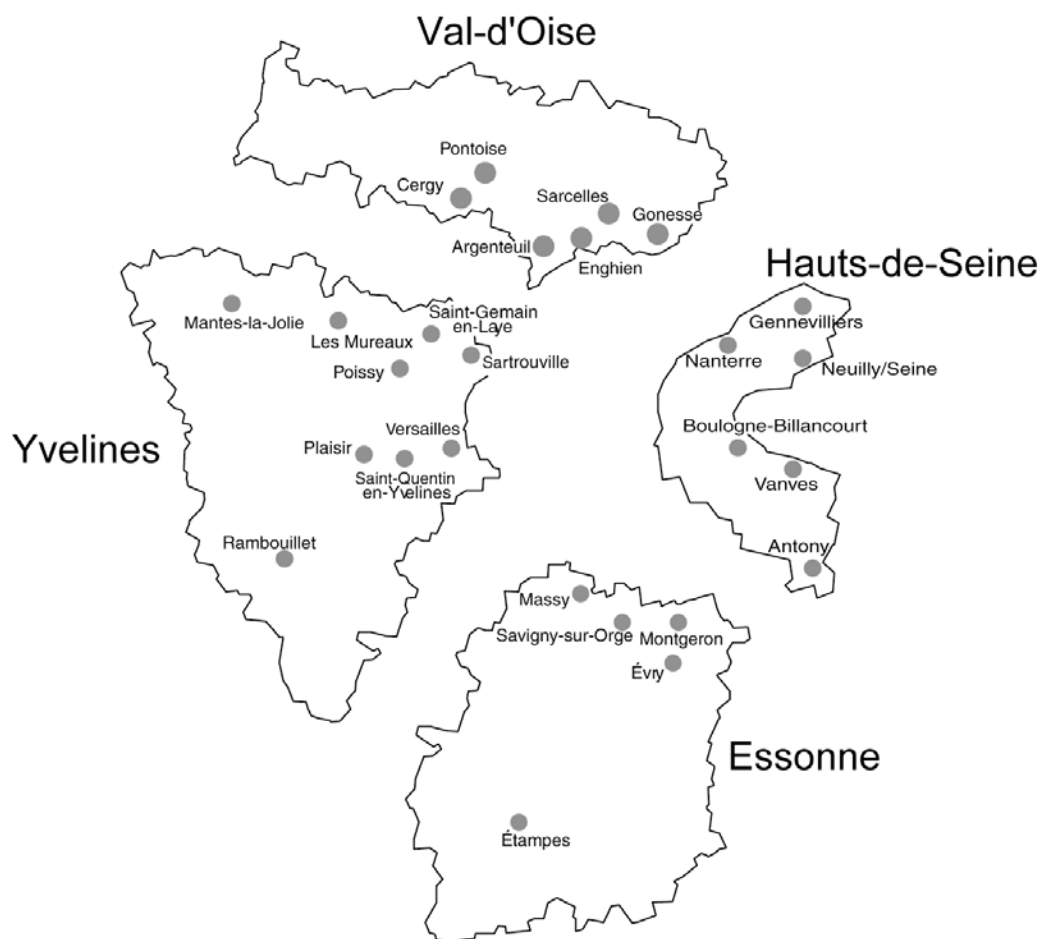 Val-d'Oise
Pontoise
Cergy
Sarcelles
Gonesse
Argenteuil
Enghien
Hauts-de-Seine
Gennevilliers
Nanterre
Neuilly/Seine
Boulogne-Billancourt
Vanves
Antony
Yvelines
Mantes-la-Jolie
Les Mureaux
Saint-Gemain
en-Laye
Sartrouville
Poissy
Versailles
Plaisir
Saint-Quentin
en-Yvelines
Rambouillet
Massy
Savigny-sur-Orge
Montgeron
Évry
Essonne
Étampes